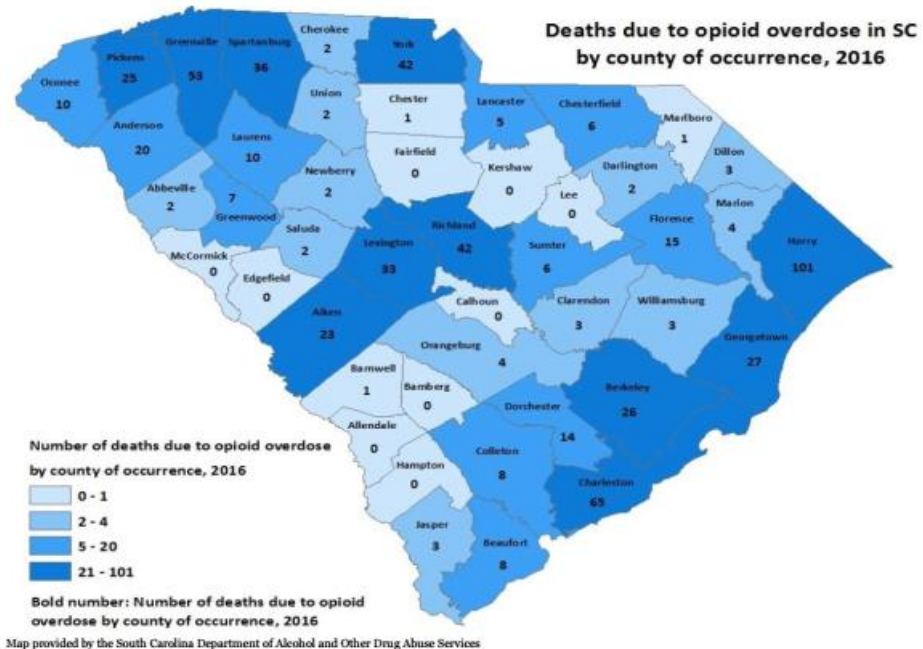 Deaths due to opioid overdose in SC
by county of occurrence, 2016
Cherokee
2
York
42
Spartanburg
36
Greenville
53
Pickens
25
Oconee
10
Union
2
Chester
1
Lancaster
5
Chesterfield
6
Marlboro
1
Dillon
3
Anderson
20
Laurens
10
Newberry
2
Fairfield
0
Kershaw
0
Lee
0
Darlington
2
Marion
4
Abbeville
2
7
Greenwood
Saluda
2
Lexington
33
Richland
42
Sumter
6
Florence
15
Horry
101
McCormick
0
Edgefield
0
Aiken
23
Calhoun
0
Clarendon
3
Williamsburg
3
Georgetown
27
Orangeburg
4
Barnwell
1
Bamberg
0
Dorchester
14
Berkeley
26
Allendale
0
Hampton
0
Colleton
8
Charleston
65
Jasper
3
Beaufort
8
Number of deaths due to opioid overdose
by county of occurrence, 2016
0 - 1
2 - 4
5 - 20
21 - 101
Bold number: Number of deaths due to opioid
overdose by county of occurrence, 2016
Map provided by the South Carolina Department of Alcohol and Other Drug Abuse Services